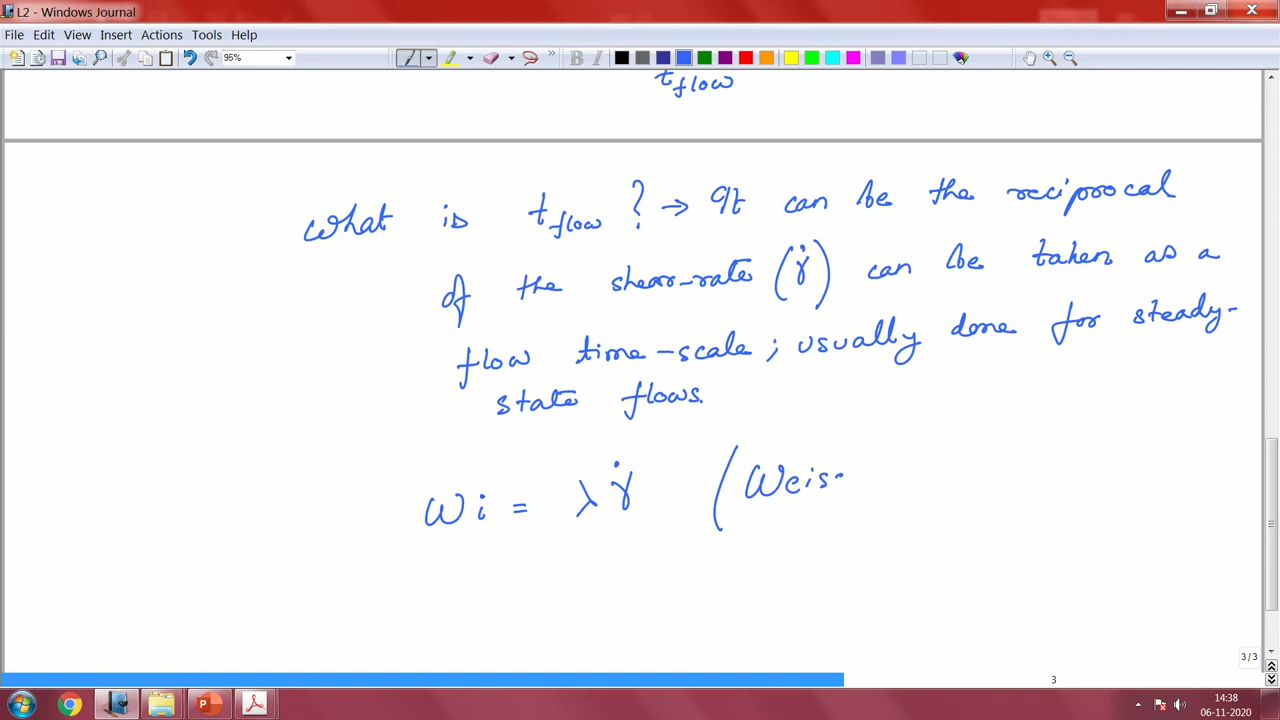 L2 - Windows Journal
File Edit View Insert Actions Tools Help
95%
t flow
What is t flow ? → It can be the reciprocal
of the shear-rate (γ̇) can be taken as a
flow time-scale ; usually done for steady-
state flows.
Wi = λ γ̇ (Weis-
3/3
3
14:38
06-11-2020